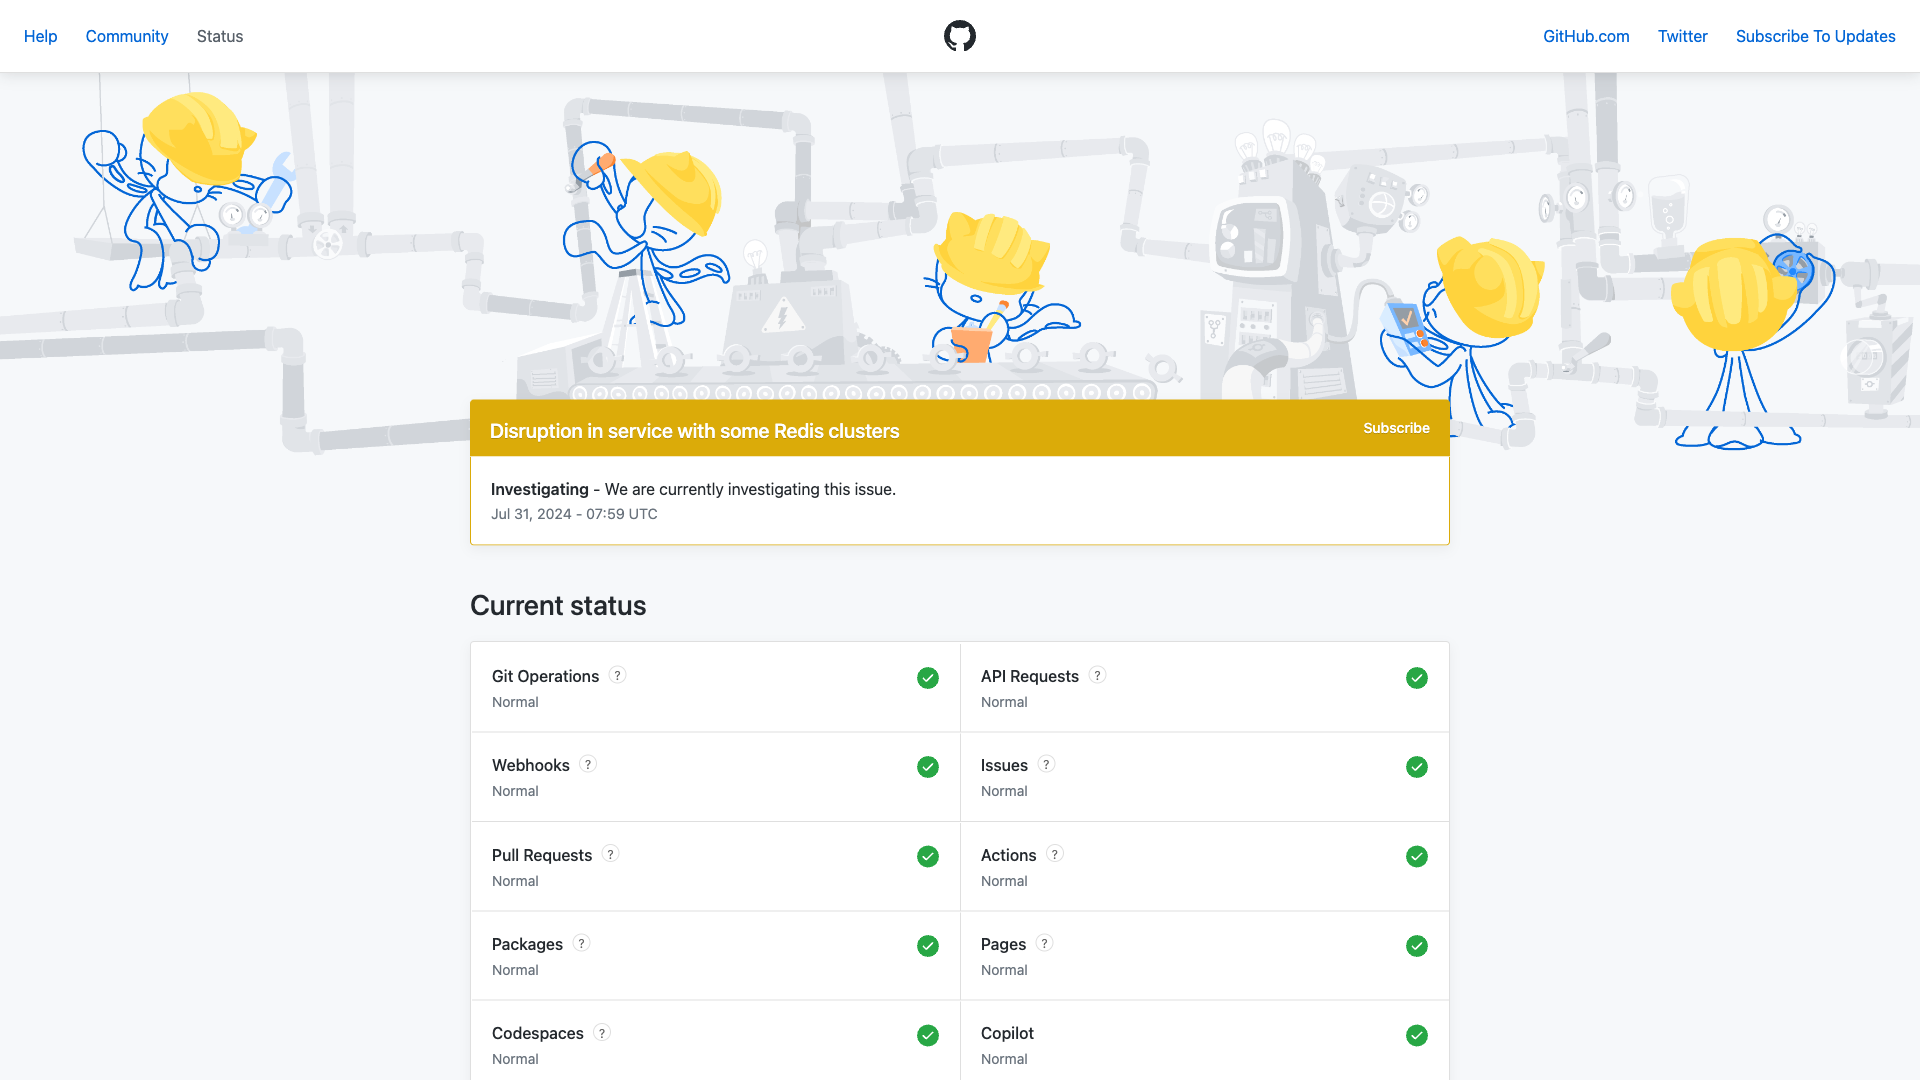 Help
Community
Status
GitHub.com
Twitter
Subscribe To Updates
Disruption in service with some Redis clusters
Subscribe
Investigating - We are currently investigating this issue.
Jul 31, 2024 - 07:59 UTC
Current status
Git Operations ?
Normal
API Requests ?
Normal
Webhooks ?
Normal
Issues ?
Normal
Pull Requests ?
Normal
Actions ?
Normal
Packages ?
Normal
Pages ?
Normal
Codespaces ?
Normal
Copilot
Normal